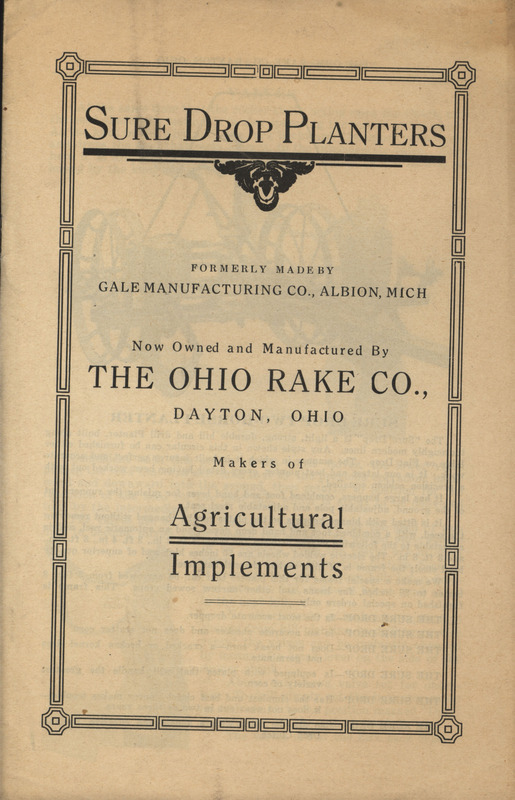 SURE DROP PLANTERS
FORMERLY MADE BY
GALE MANUFACTURING CO., ALBION, MICH
Now Owned and Manufactured By
THE OHIO RAKE CO.,
DAYTON, OHIO
Makers of
Agricultural
Implements